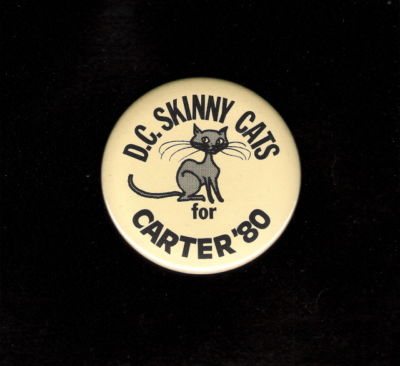 D.C. SKINNY CATS
for
CARTER '80